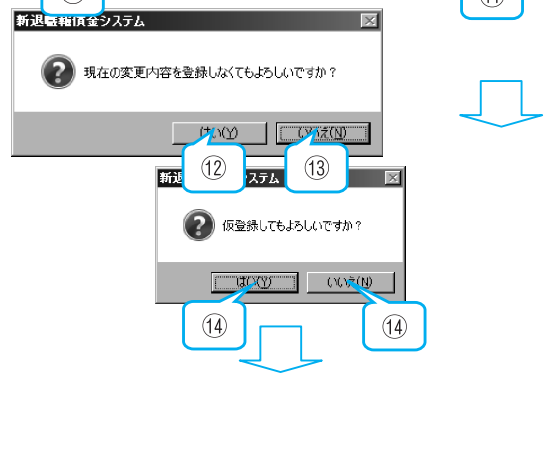 新退職報償金システム
現在の変更内容を登録しなくてもよろしいですか？
はい(Y)
いいえ(N)
⑫
⑬
新退
ステム
仮登録してもよろしいですか？
はい(Y)
いいえ(N)
⑭
⑭